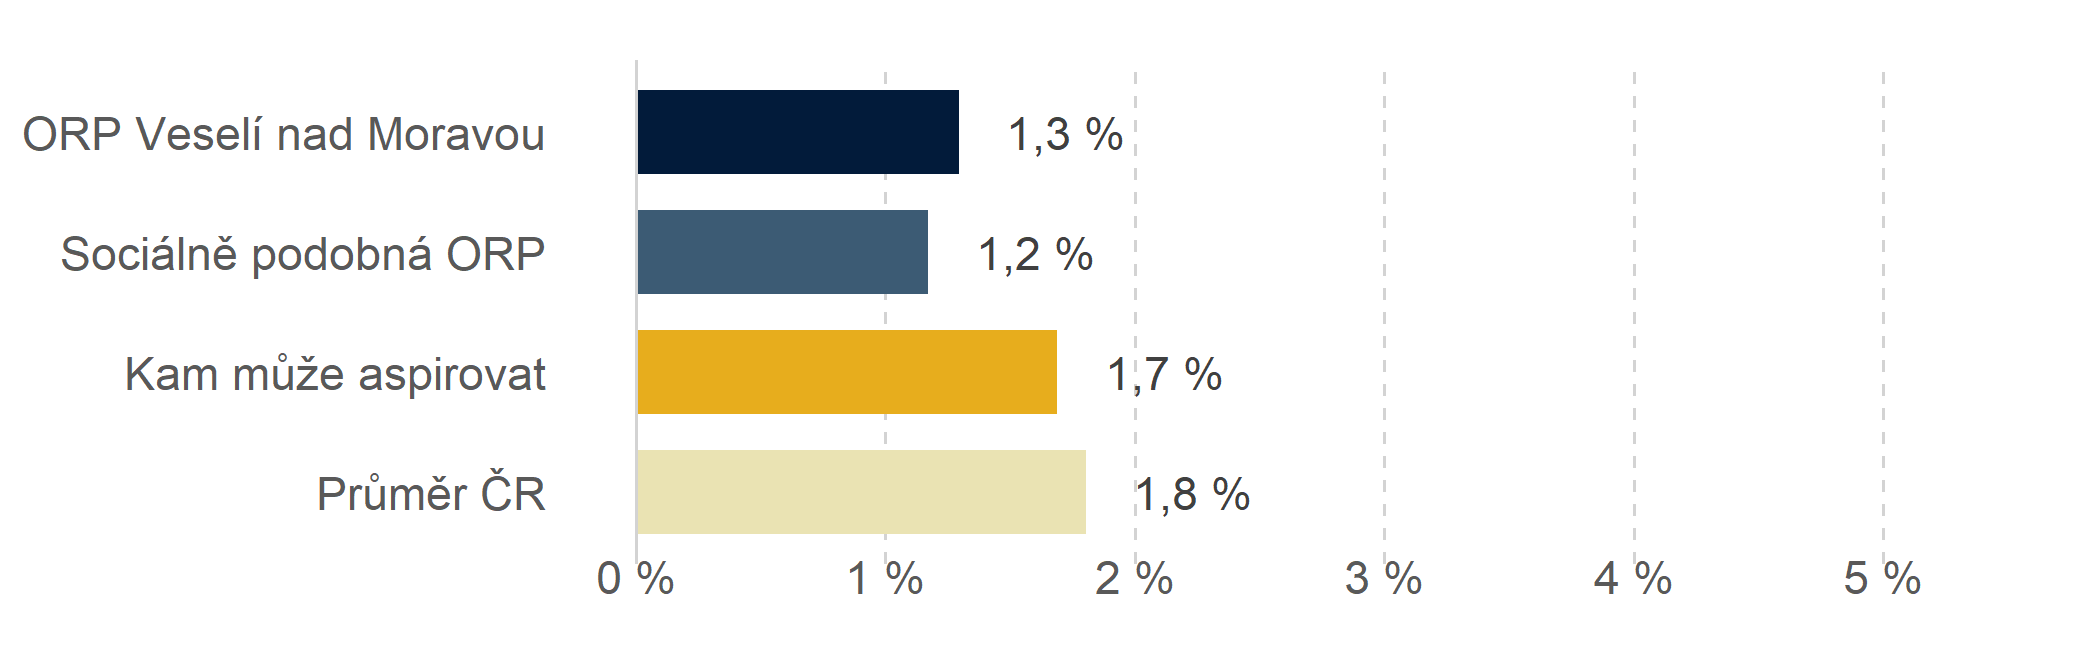 ORP Veselí nad Moravou 1,3 %
Sociálně podobná ORP 1,2 %
Kam může aspirovat 1,7 %
Průměr ČR 1,8 %
0 % 1 % 2 % 3 % 4 % 5 %